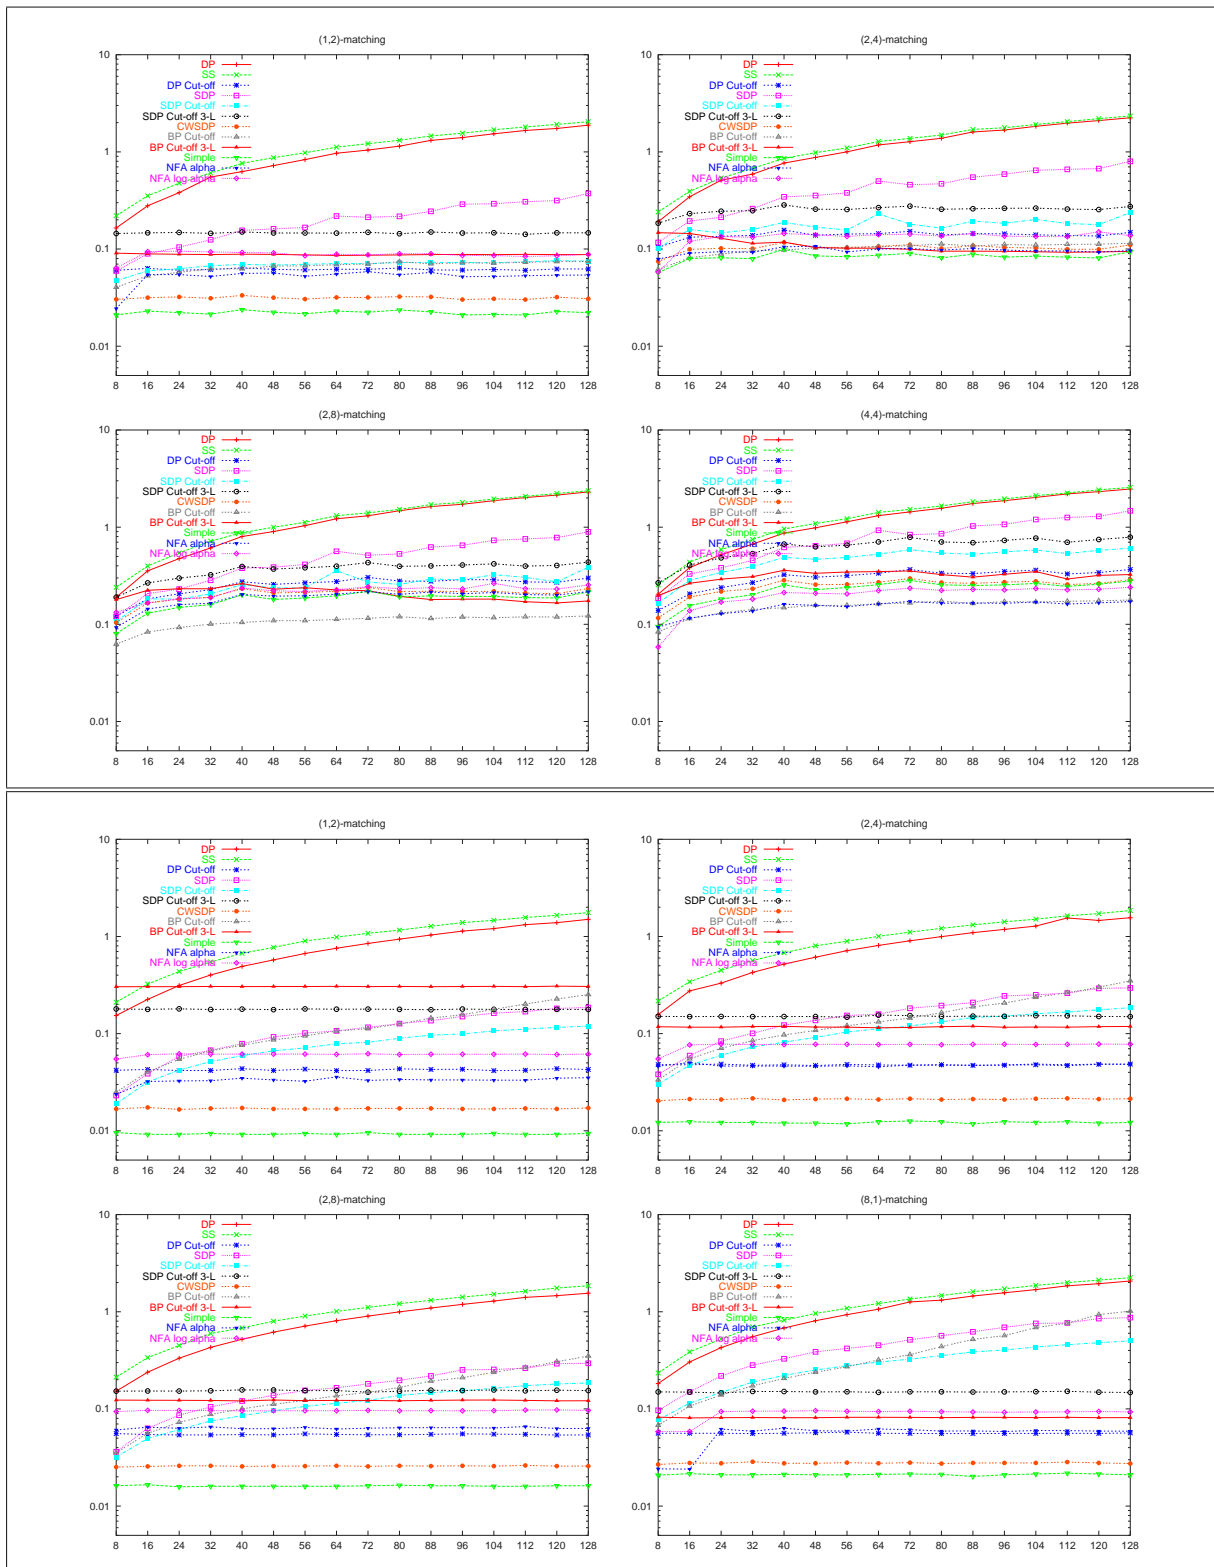 (1,2)-matching
10
1
0.1
0.01
DP
SS
DP Cut-off
SDP
SDP Cut-off
SDP Cut-off 3-L
CWSDP
BP Cut-off
BP Cut-off 3-L
Simple
NFA alpha
NFA log alpha
8 16 24 32 40 48 56 64 72 80 88 96 104 112 120 128
(2,4)-matching
10
1
0.1
0.01
DP
SS
DP Cut-off
SDP
SDP Cut-off
SDP Cut-off 3-L
CWSDP
BP Cut-off
BP Cut-off 3-L
Simple
NFA alpha
NFA log alpha
8 16 24 32 40 48 56 64 72 80 88 96 104 112 120 128
(2,8)-matching
10
1
0.1
0.01
DP
SS
DP Cut-off
SDP
SDP Cut-off
SDP Cut-off 3-L
CWSDP
BP Cut-off
BP Cut-off 3-L
Simple
NFA alpha
NFA log alpha
8 16 24 32 40 48 56 64 72 80 88 96 104 112 120 128
(4,4)-matching
10
1
0.1
0.01
DP
SS
DP Cut-off
SDP
SDP Cut-off
SDP Cut-off 3-L
CWSDP
BP Cut-off
BP Cut-off 3-L
Simple
NFA alpha
NFA log alpha
8 16 24 32 40 48 56 64 72 80 88 96 104 112 120 128
(1,2)-matching
10
1
0.1
0.01
DP
SS
DP Cut-off
SDP
SDP Cut-off
SDP Cut-off 3-L
CWSDP
BP Cut-off
BP Cut-off 3-L
Simple
NFA alpha
NFA log alpha
8 16 24 32 40 48 56 64 72 80 88 96 104 112 120 128
(2,4)-matching
10
1
0.1
0.01
DP
SS
DP Cut-off
SDP
SDP Cut-off
SDP Cut-off 3-L
CWSDP
BP Cut-off
BP Cut-off 3-L
Simple
NFA alpha
NFA log alpha
8 16 24 32 40 48 56 64 72 80 88 96 104 112 120 128
(2,8)-matching
10
1
0.1
0.01
DP
SS
DP Cut-off
SDP
SDP Cut-off
SDP Cut-off 3-L
CWSDP
BP Cut-off
BP Cut-off 3-L
Simple
NFA alpha
NFA log alpha
8 16 24 32 40 48 56 64 72 80 88 96 104 112 120 128
(8,1)-matching
10
1
0.1
0.01
DP
SS
DP Cut-off
SDP
SDP Cut-off
SDP Cut-off 3-L
CWSDP
BP Cut-off
BP Cut-off 3-L
Simple
NFA alpha
NFA log alpha
8 16 24 32 40 48 56 64 72 80 88 96 104 112 120 128